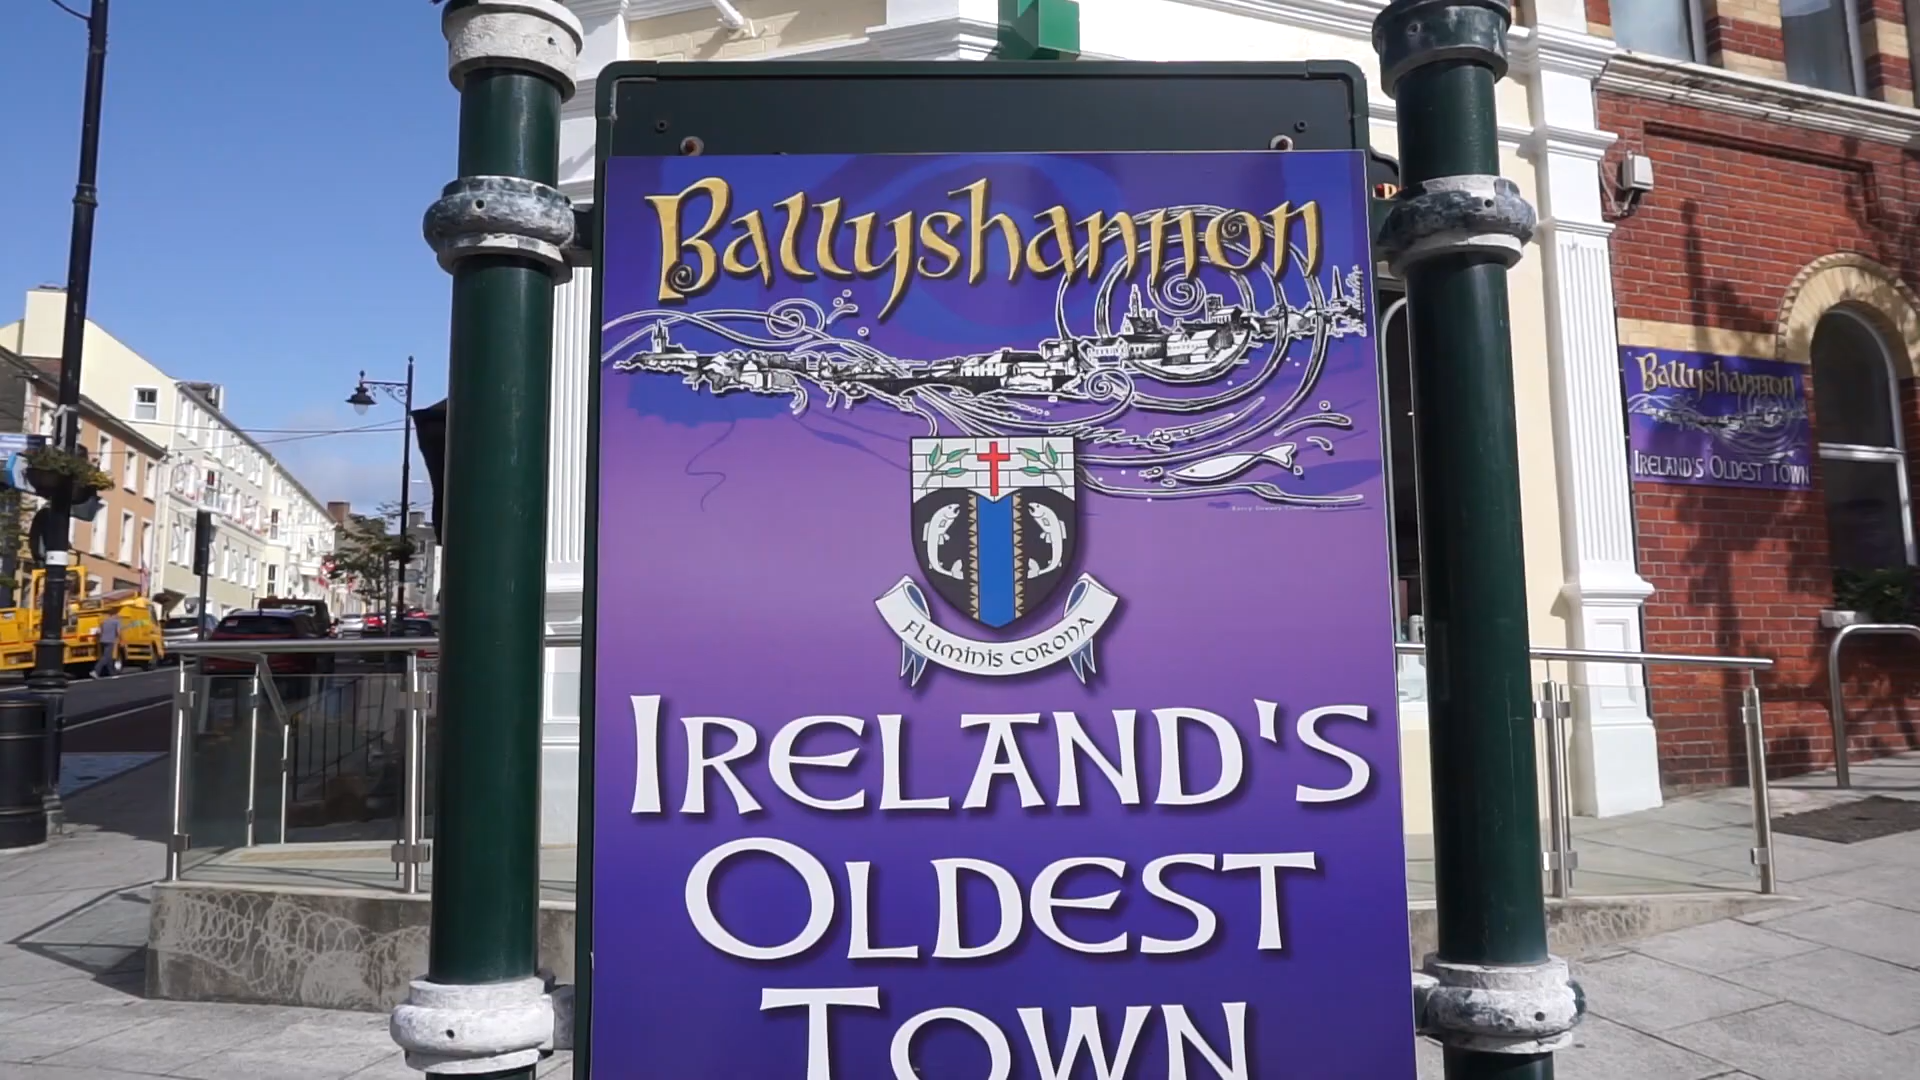 Ballyshannon
FLUMINIS CORONA
IRELAND'S
OLDEST
TOWN
Ballyshannon
IRELAND'S OLDEST TOWN